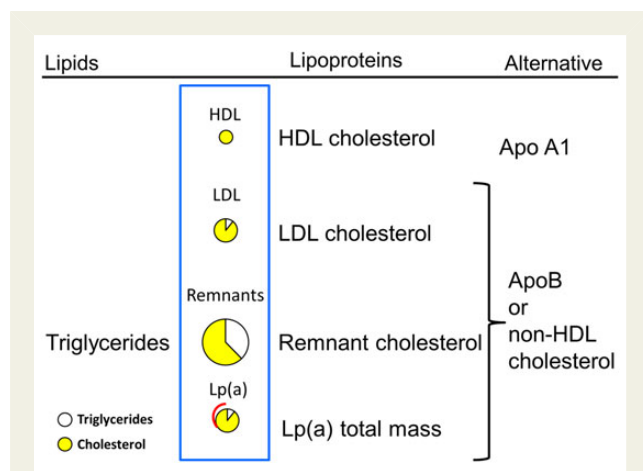 Lipids Lipoproteins Alternative
HDL
HDL cholesterol
Apo A1
LDL
LDL cholesterol
ApoB
or
non-HDL
cholesterol
Remnants
Triglycerides
Remnant cholesterol
Lp(a)
Lp(a) total mass
Triglycerides
Cholesterol